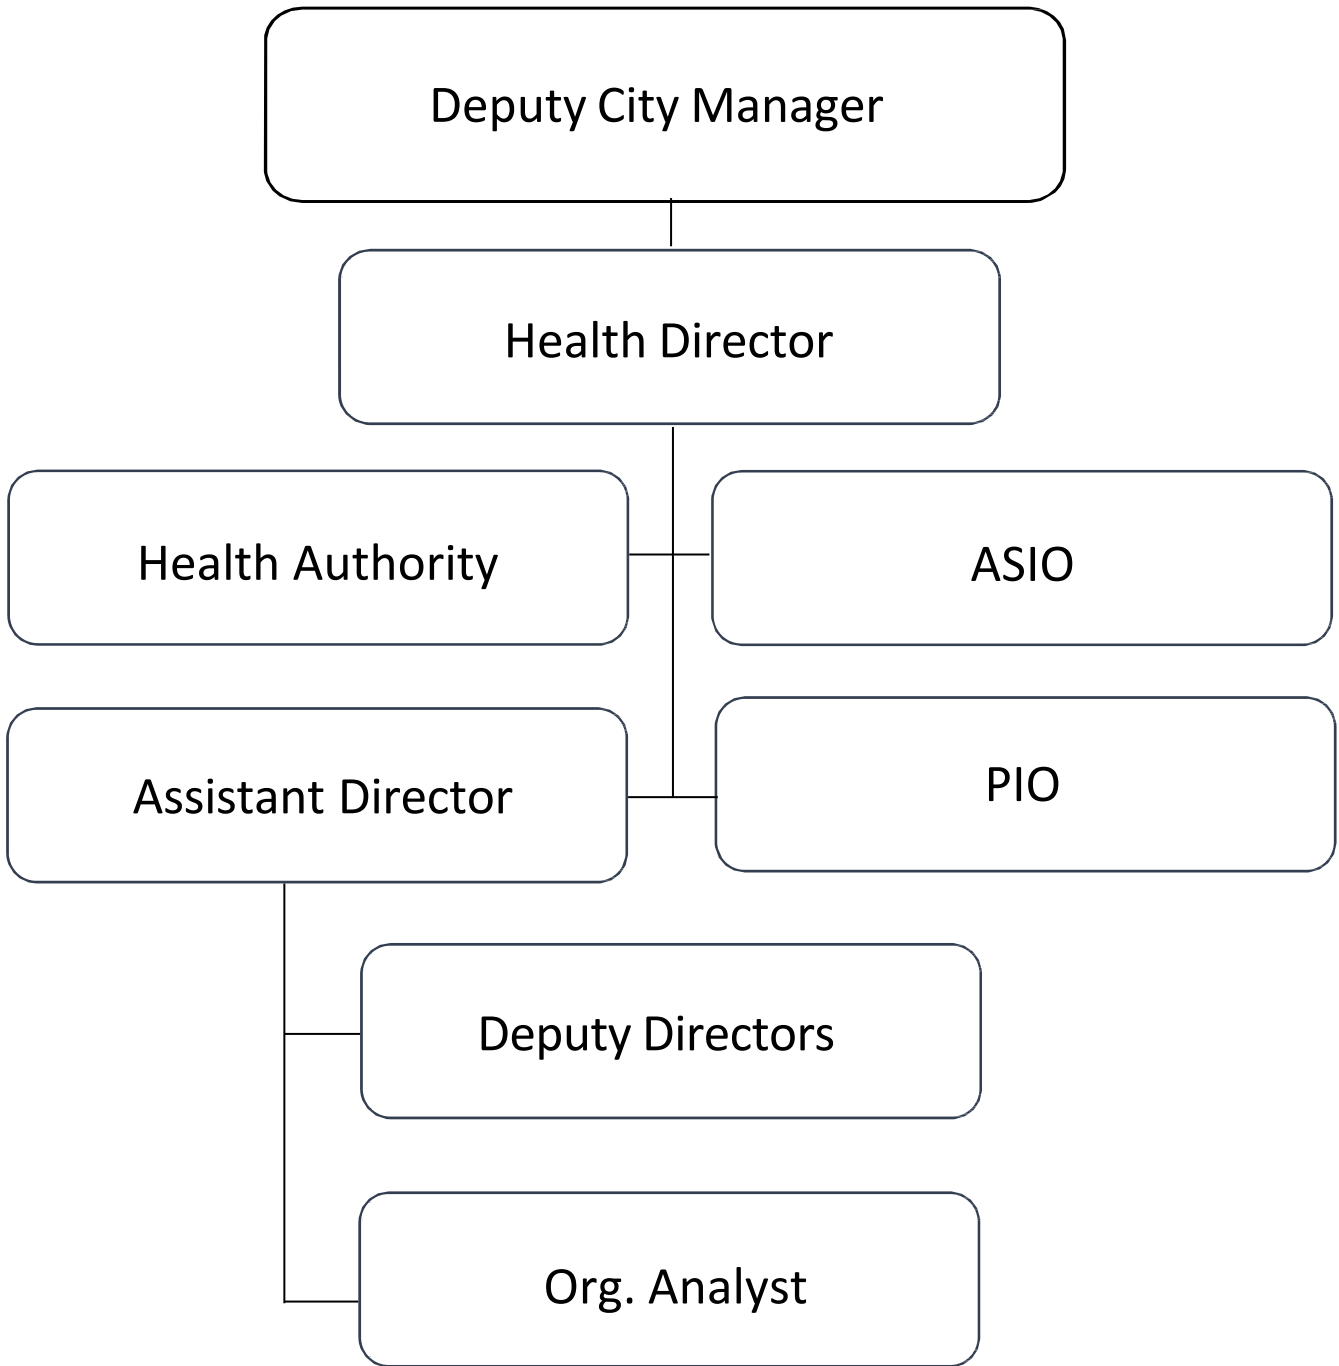 Deputy City Manager
Health Director
Health Authority
ASIO
Assistant Director
PIO
Deputy Directors
Org. Analyst